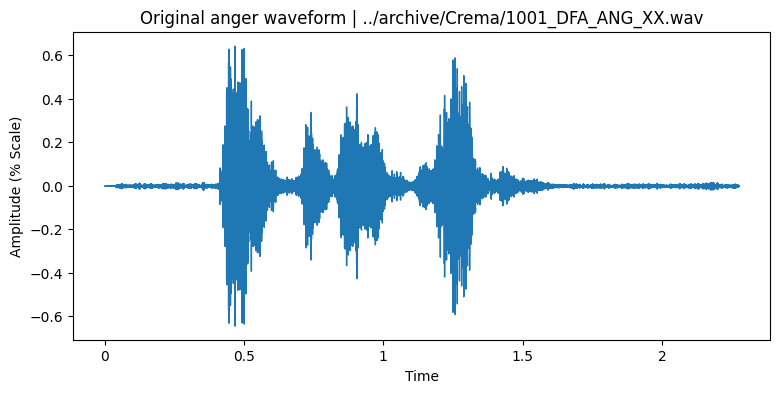 Original anger waveform | ../archive/Crema/1001_DFA_ANG_XX.wav
Amplitude (% Scale)
0.6
0.4
0.2
0.0
−0.2
−0.4
−0.6
0 0.5 1 1.5 2
Time